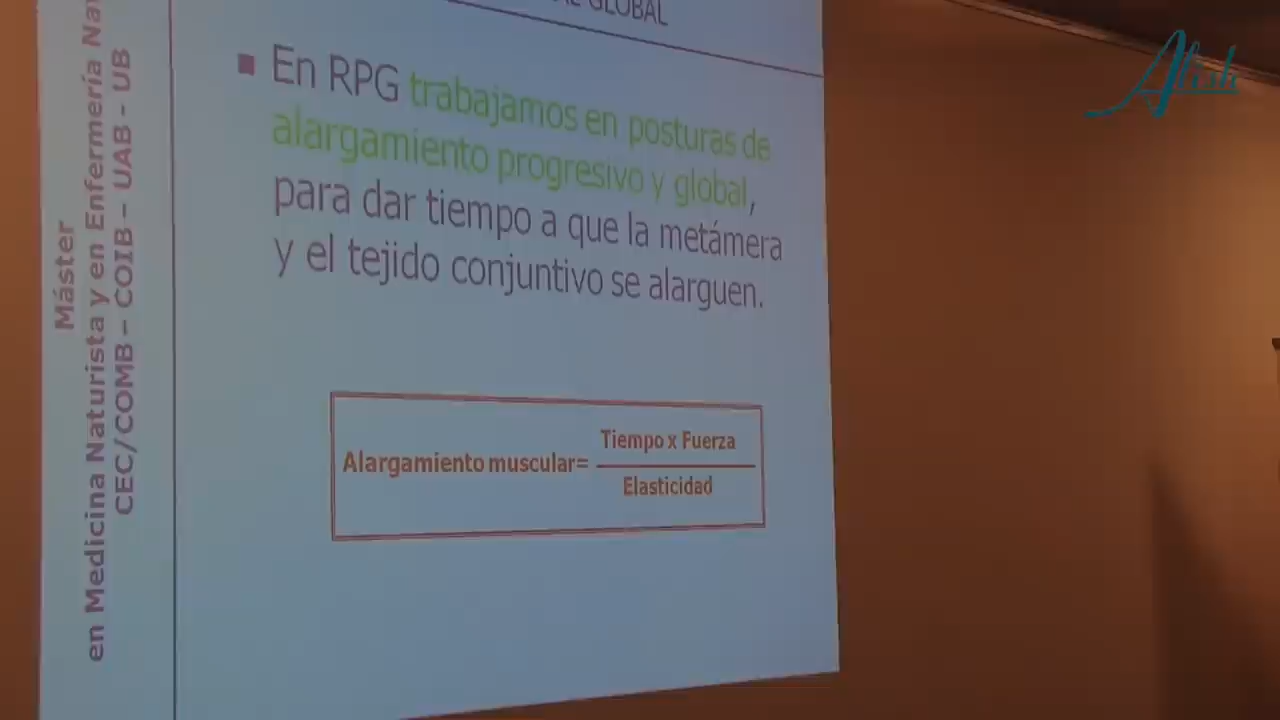 GLOBAL
En RPG trabajamos en posturas de
alargamiento progresivo y global,
para dar tiempo a que la metámera
y el tejido conjuntivo se alarguen.
Alargamiento muscular= Tiempo x Fuerza
Elasticidad
Máster
en Medicina Naturista y en Enfermería
CEC/COMB – COIB – UAB - UB